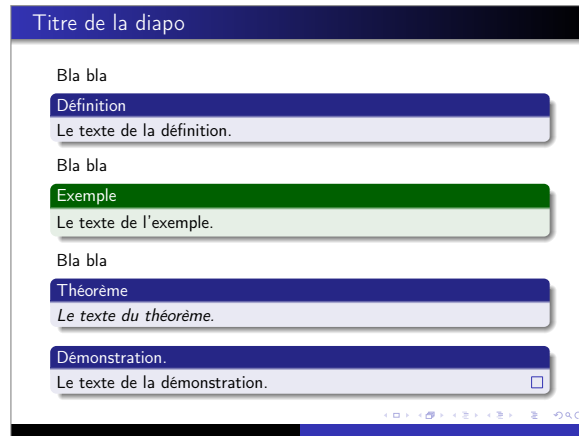 Titre de la diapo
Bla bla
Définition
Le texte de la définition.
Bla bla
Exemple
Le texte de l'exemple.
Bla bla
Théorème
Le texte du théorème.
Démonstration.
Le texte de la démonstration.